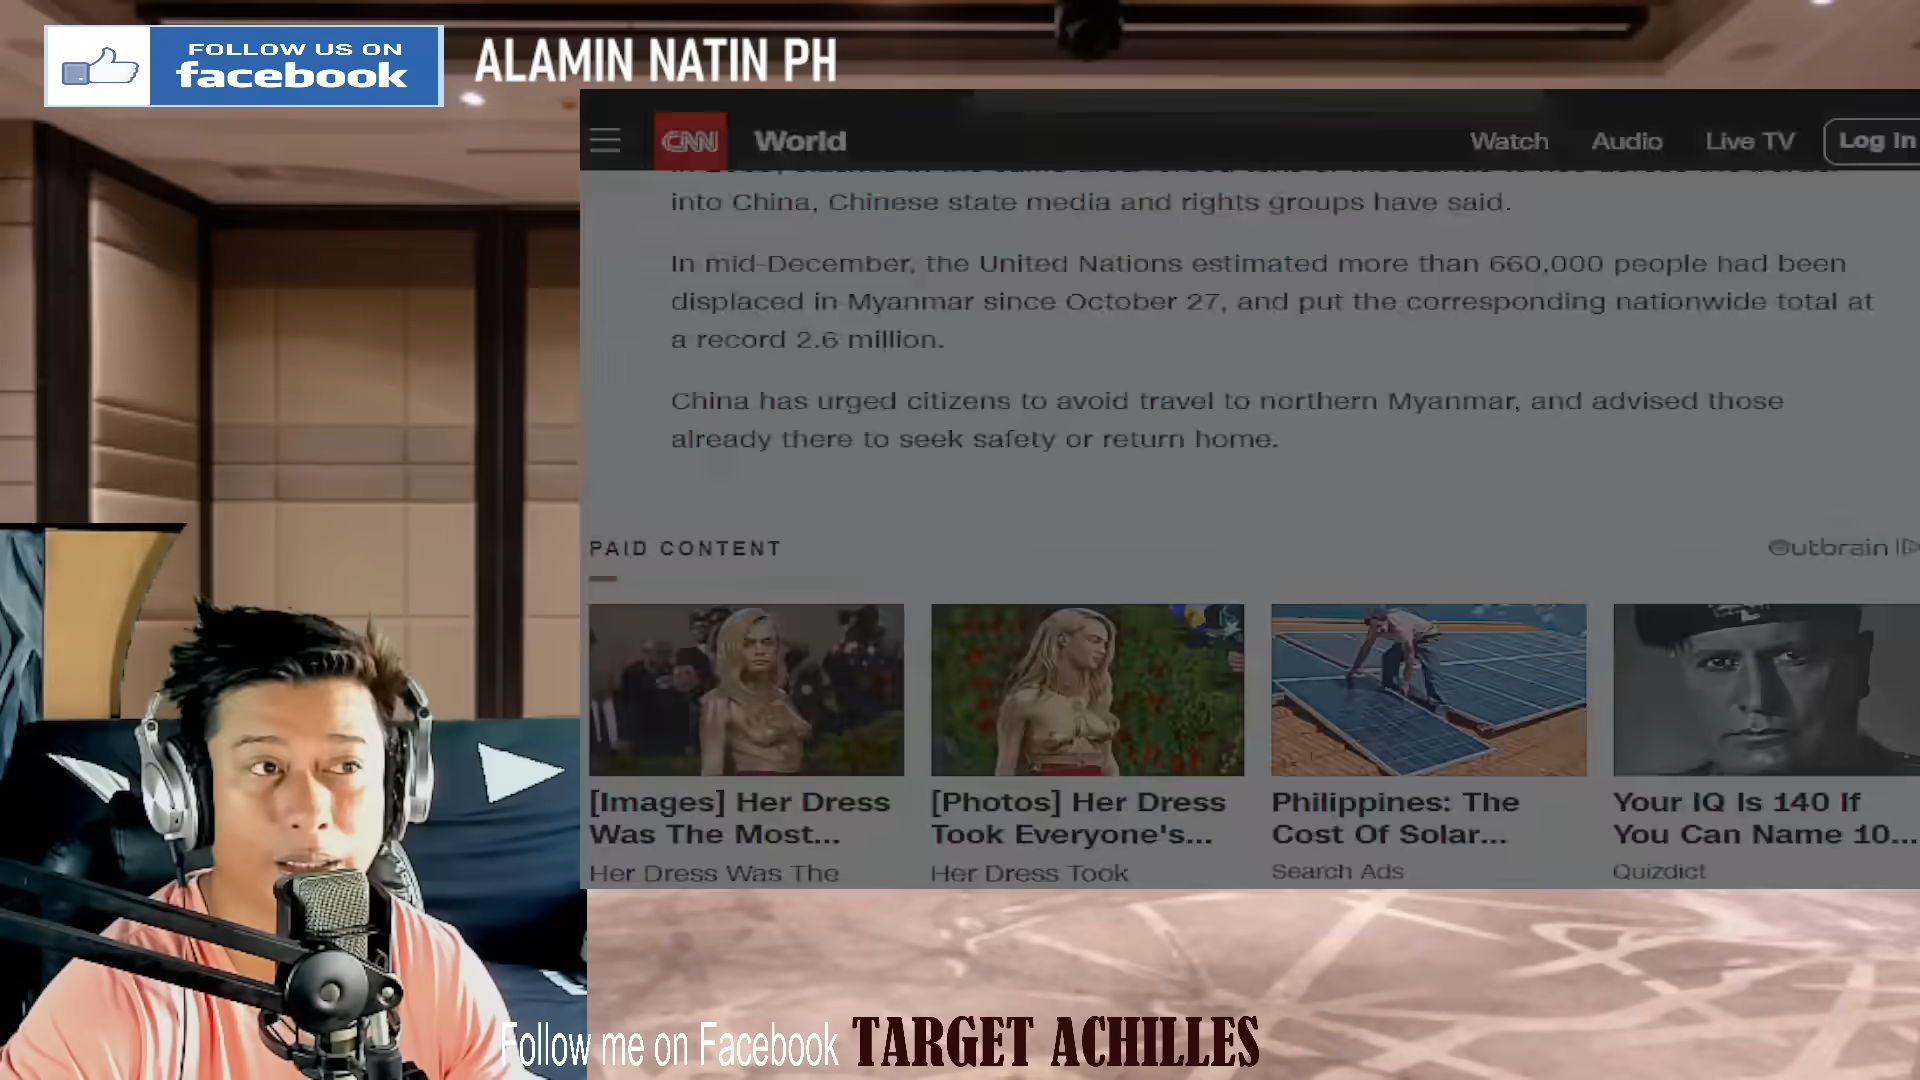 FOLLOW US ON
facebook
ALAMIN NATIN PH
CNN World
Watch Audio Live TV Log In
into China, Chinese state media and rights groups have said.
In mid-December, the United Nations estimated more than 660,000 people had been
displaced in Myanmar since October 27, and put the corresponding nationwide total at
a record 2.6 million.
China has urged citizens to avoid travel to northern Myanmar, and advised those
already there to seek safety or return home.
PAID CONTENT
Outbrain
[Images] Her Dress
Was The Most...
Her Dress Was The
[Photos] Her Dress
Took Everyone's...
Her Dress Took
Philippines: The
Cost Of Solar...
Search Ads
Your IQ Is 140 If
You Can Name 10...
Quizdict
Follow me on Facebook TARGET ACHILLES